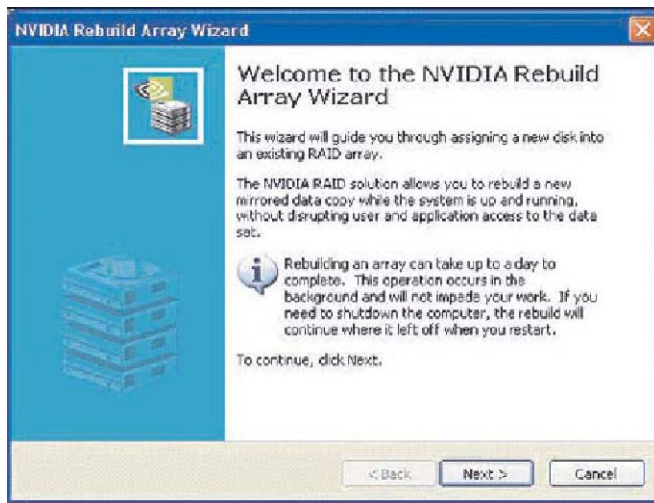 NVIDIA Rebuild Array Wizard
Welcome to the NVIDIA Rebuild
Array Wizard
This wizard will guide you through assigning a new disk into
an existing RAID array.
The NVIDIA RAID solution allows you to rebuild a new
mirrored data copy while the system is up and running,
without disrupting user and application access to the data
set.
Rebuilding an array can take up to a day to
complete. This operation occurs in the
background and will not impede your work. If you
need to shutdown the computer, the rebuild will
continue where it left off when you restart.
To continue, click Next.
< Back
Next >
Cancel